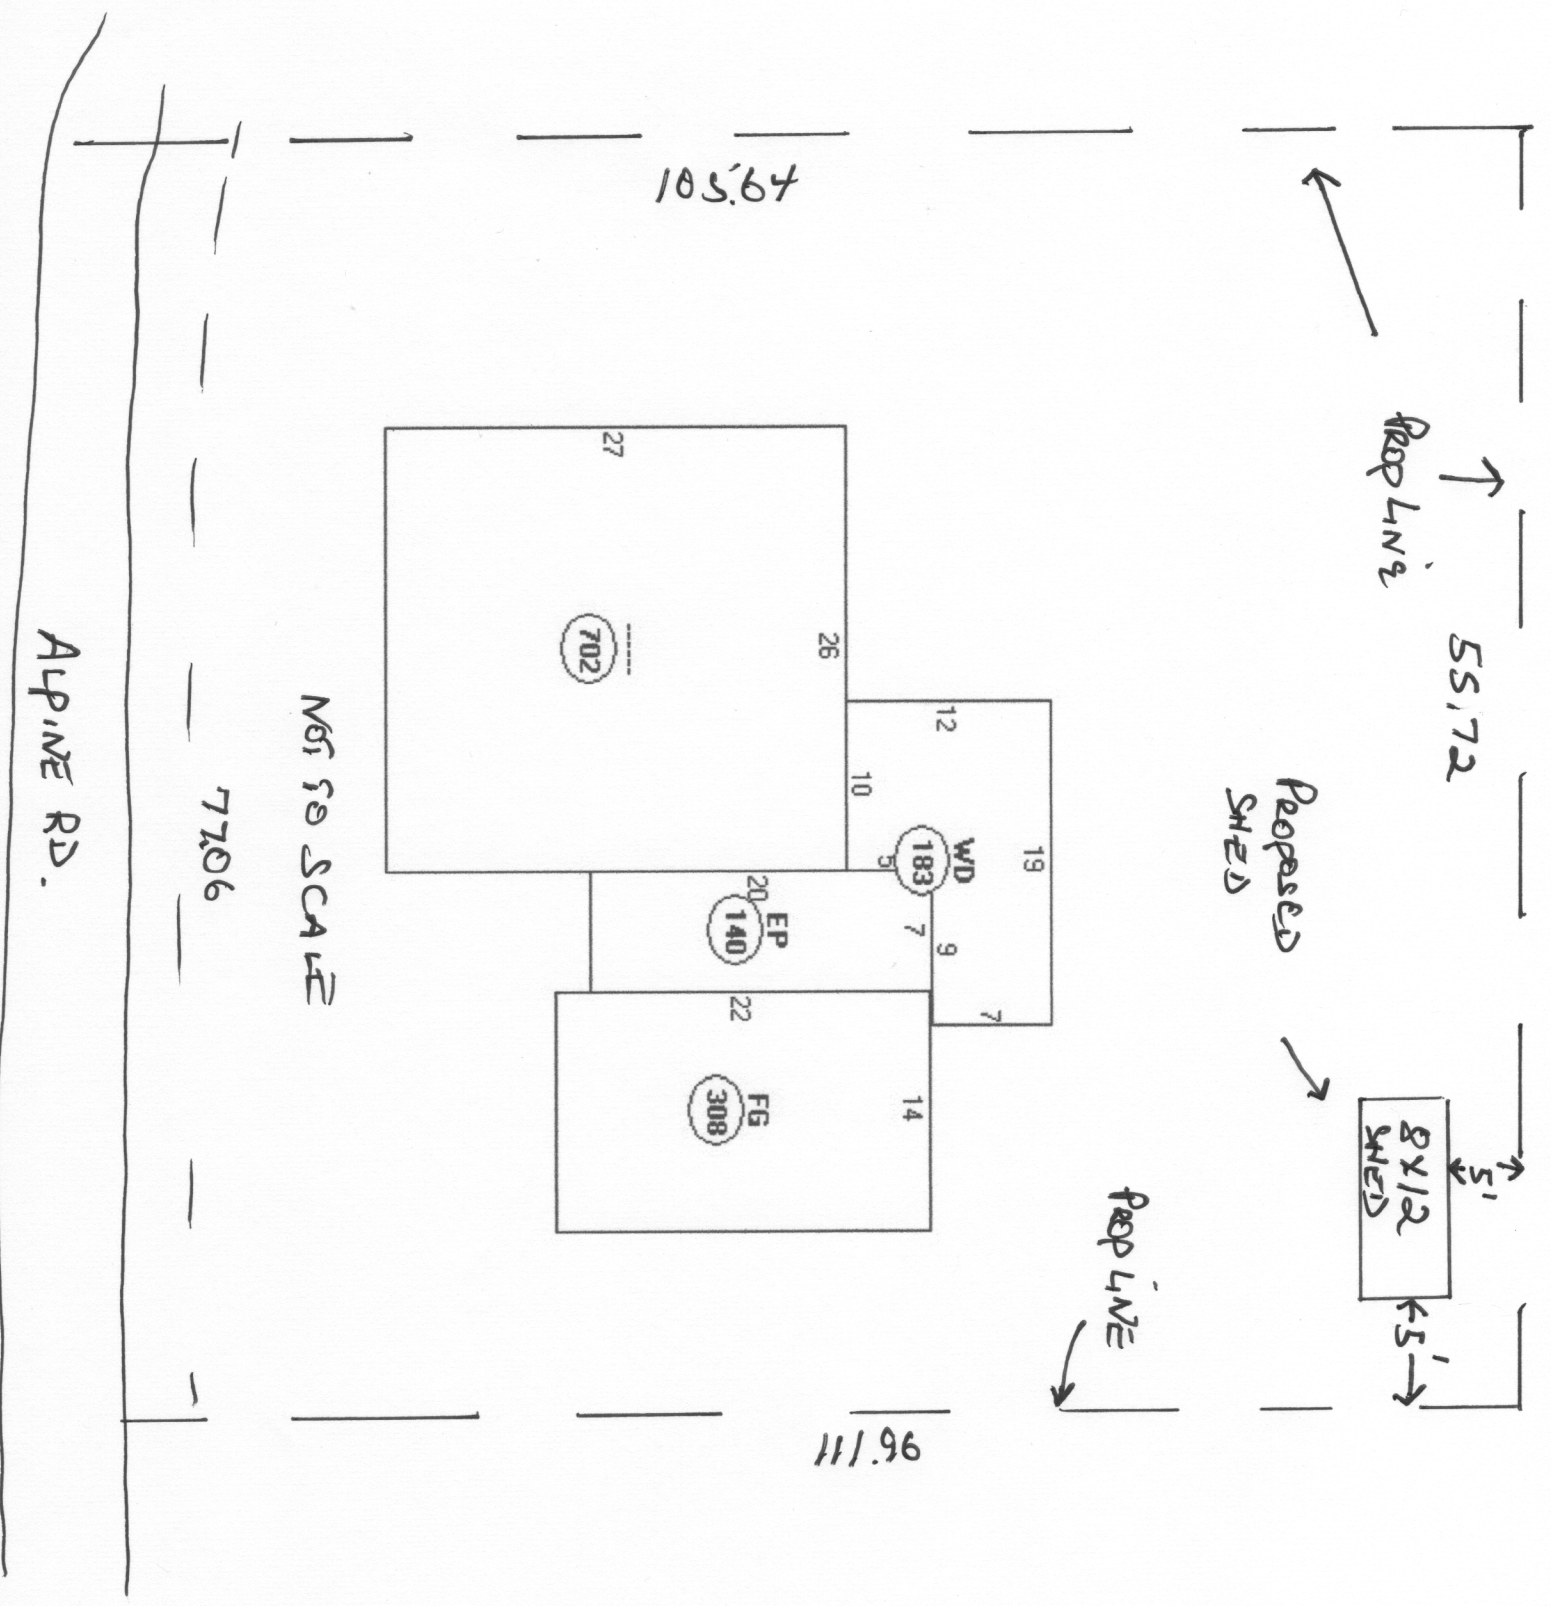 55.72
5'
PROP LINE
8X12
SHED
5'
PROPOSED
SHED
PROP LINE
19
7
WD
183
12
9
5
10
7
14
26
EP
140
20
FG
308
22
105.64
111.96
702
27
NOT TO SCALE
77.06
ALPINE RD.